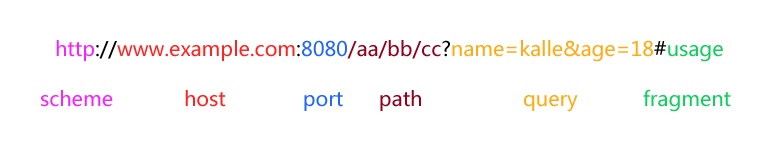 http://www.example.com:8080/aa/bb/cc?name=kalle&age=18#usage
scheme host port path query fragment